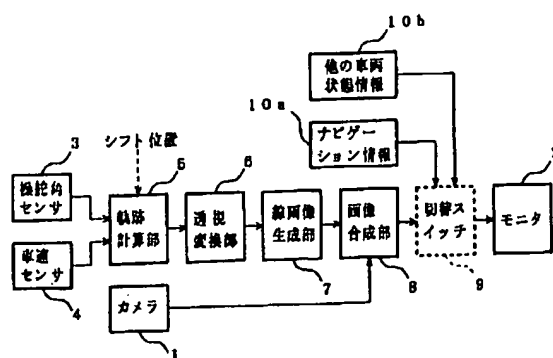 10b
他の車両
状態情報
10a
ナビゲー
ション情報
3
シフト位置
5
6
操舵角
センサ
軌跡
計算部
透視
変換部
線画像
生成部
画像
合成部
切替ス
イッチ
モニタ
車速
センサ
7
8
9
4
カメラ
1